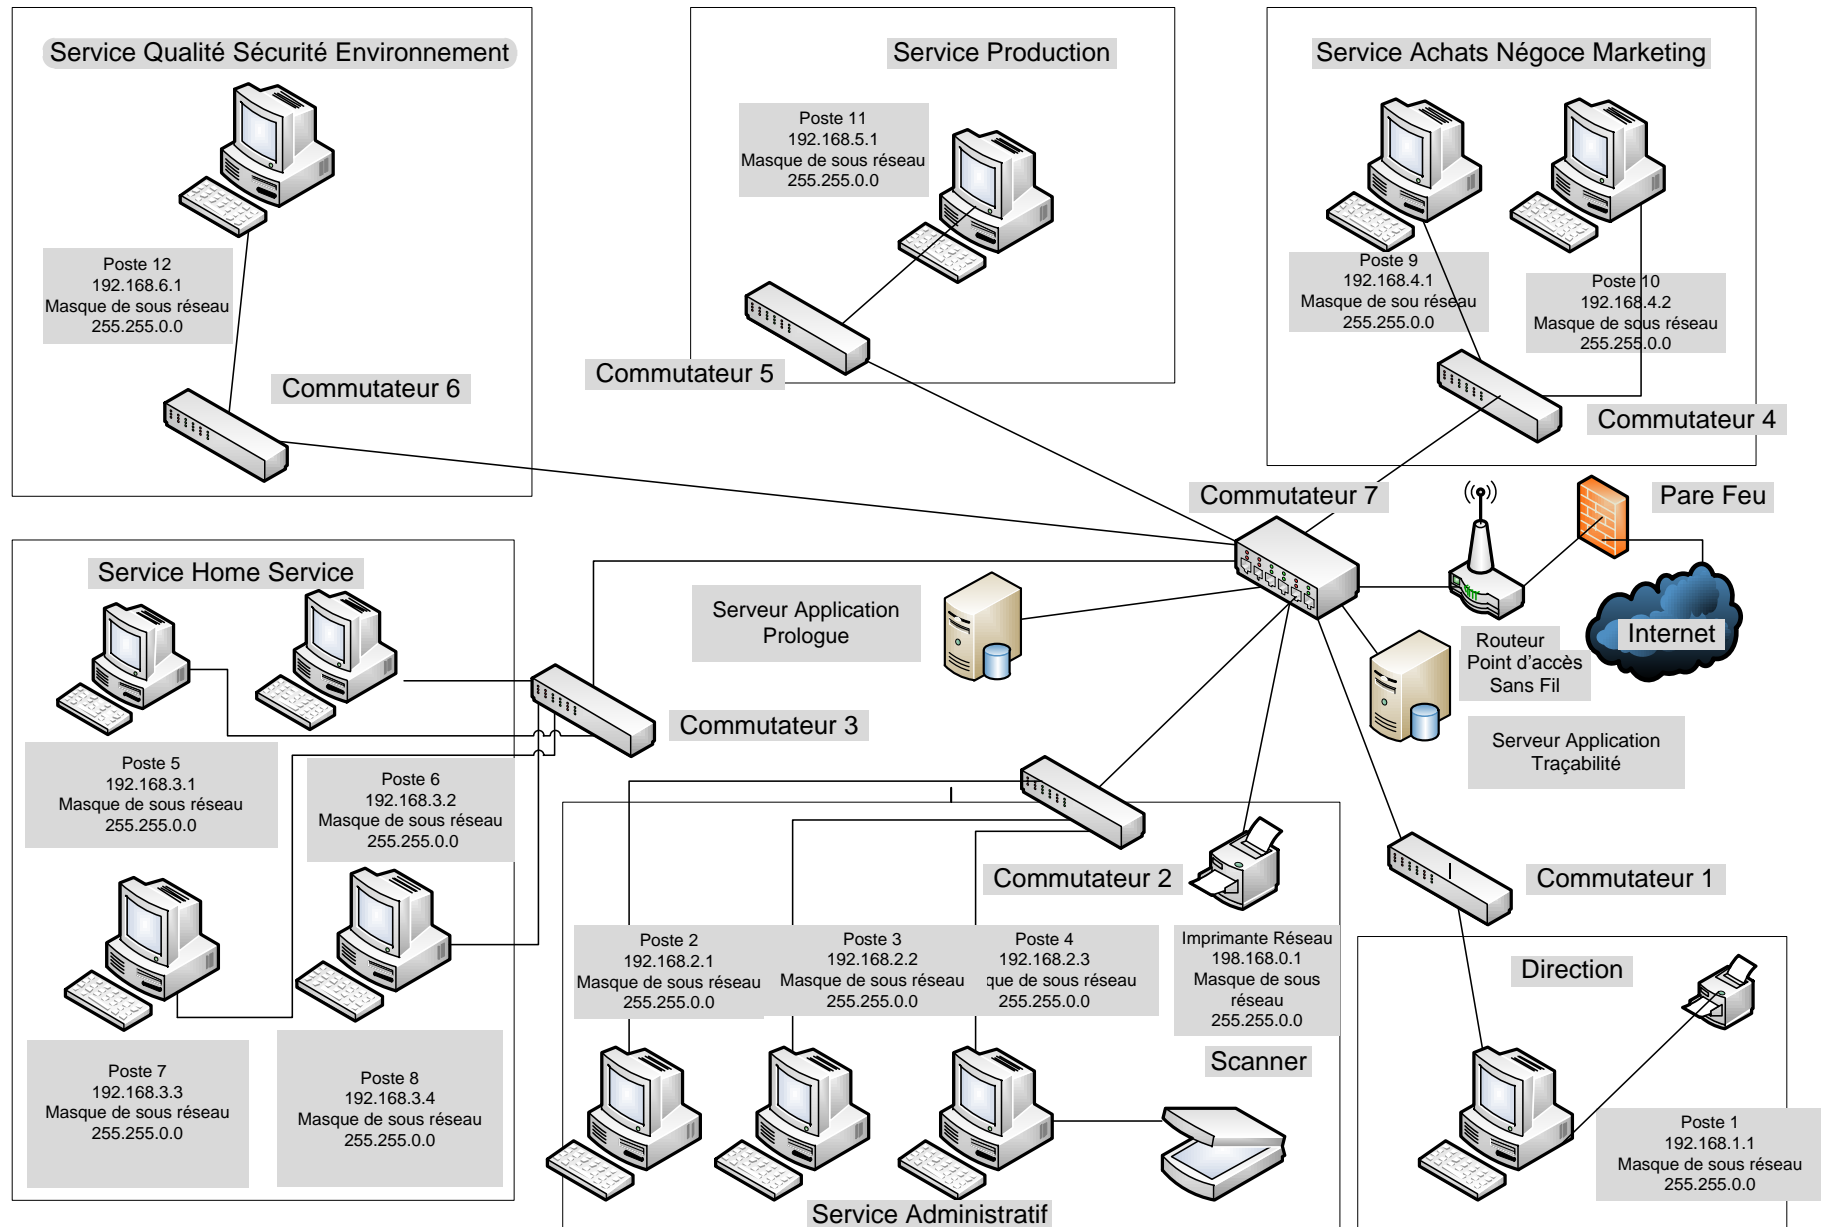 Service Qualité Sécurité Environnement
Poste 12
192.168.6.1
Masque de sous réseau
255.255.0.0
Commutateur 6
Service Production
Poste 11
192.168.5.1
Masque de sous réseau
255.255.0.0
Commutateur 5
Service Achats Négoce Marketing
Poste 9
192.168.4.1
Masque de sou réseau
255.255.0.0
Poste 10
192.168.4.2
Masque de sous réseau
255.255.0.0
Commutateur 4
Commutateur 7
Pare Feu
Internet
Routeur
Point d'accès
Sans Fil
Serveur Application
Prologue
Serveur Application
Traçabilité
Service Home Service
Poste 5
192.168.3.1
Masque de sous réseau
255.255.0.0
Poste 6
192.168.3.2
Masque de sous réseau
255.255.0.0
Commutateur 3
Poste 7
192.168.3.3
Masque de sous réseau
255.255.0.0
Poste 8
192.168.3.4
Masque de sous réseau
255.255.0.0
Commutateur 2
Poste 2
192.168.2.1
Masque de sous réseau
255.255.0.0
Poste 3
192.168.2.2
Masque de sous réseau
255.255.0.0
Poste 4
192.168.2.3
que de sous réseau
255.255.0.0
Imprimante Réseau
198.168.0.1
Masque de sous
réseau
255.255.0.0
Scanner
Service Administratif
Commutateur 1
Direction
Poste 1
192.168.1.1
Masque de sous réseau
255.255.0.0